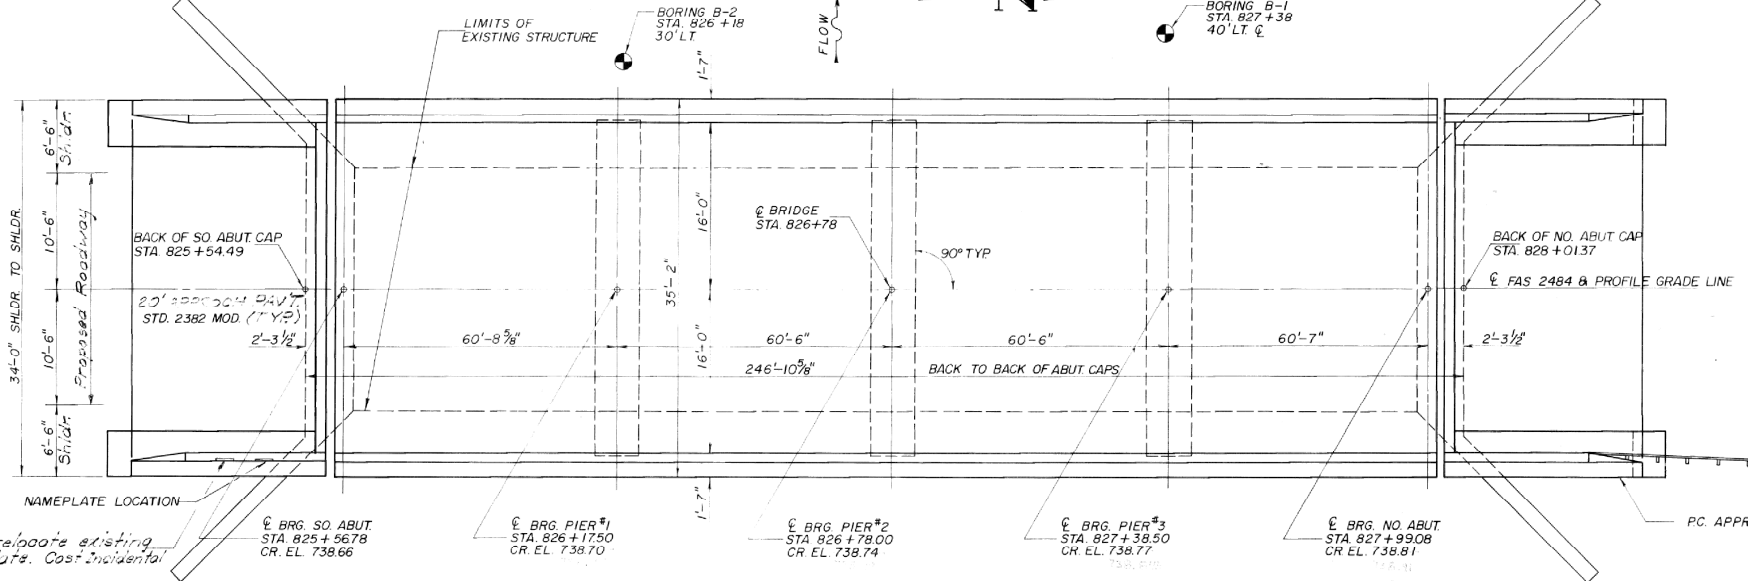 BORING B-2
STA. 826+18
30' LT.
LIMITS OF
EXISTING STRUCTURE
FLOW
BORING B-1
STA. 827+38
40' LT. ℄
1'-7"
6'-6"
Shldr.
10'-6"
10'-6"
Proposed Roadway
34'-0" SHLDR. TO SHLDR.
6'-6"
Shldr.
BACK OF SO. ABUT. CAP
STA. 825+54.49
20' APPROACH PAV'T.
STD. 2382 MOD. (TYP.)
2'-3½"
60'-8⅝"
16'-0"
35'-2"
16'-0"
℄ BRIDGE
STA. 826+78
90° TYP.
60'-6"
60'-6"
60'-7"
246'-10⅝" BACK TO BACK OF ABUT. CAPS
BACK OF NO. ABUT. CAP
STA. 828+01.37
℄ FAS 2484 & PROFILE GRADE LINE
2'-3½"
NAMEPLATE LOCATION
relocate existing
Cost Incidental
1'-7"
℄ BRG. SO. ABUT.
STA. 825+56.78
CR. EL. 738.66
℄ BRG. PIER #1
STA. 826+17.50
CR. EL. 738.70
℄ BRG. PIER #2
STA. 826+78.00
CR. EL. 738.74
℄ BRG. PIER #3
STA. 827+38.50
CR. EL. 738.77
℄ BRG. NO. ABUT.
STA. 827+99.08
CR. EL. 738.81
P.C. APPR